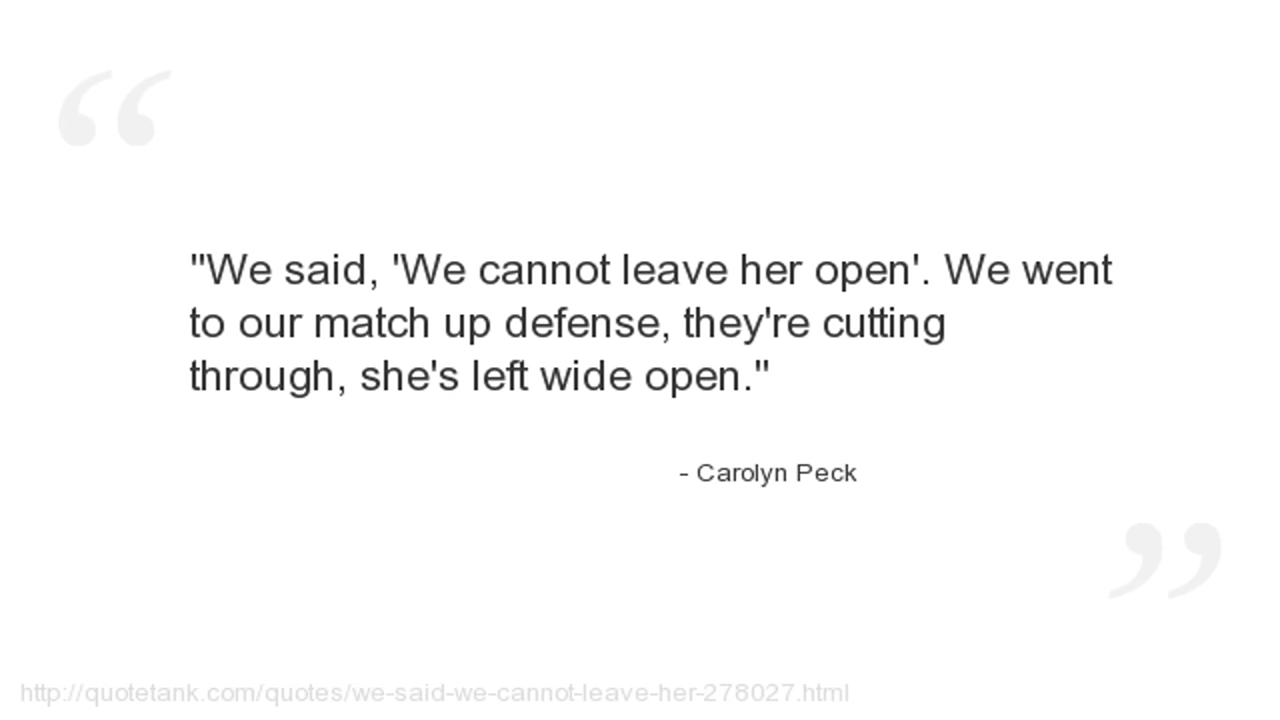 "We said, 'We cannot leave her open'. We went
to our match up defense, they're cutting
through, she's left wide open."
- Carolyn Peck
http://quotetank.com/quotes/we-said-we-cannot-leave-her-278027.html